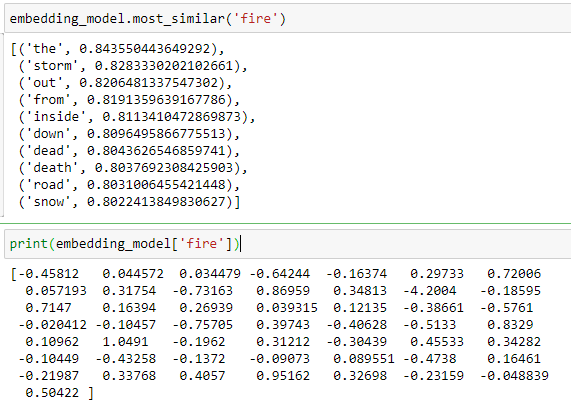 embedding_model.most_similar('fire')
[('the', 0.843550443649292),
('storm', 0.8283330202102661),
('out', 0.8206481337547302),
('from', 0.8191359639167786),
('inside', 0.8113410472869873),
('down', 0.8096495866775513),
('dead', 0.8043626546859741),
('death', 0.8037692308425903),
('road', 0.8031006455421448),
('snow', 0.8022413849830627)]
print(embedding_model['fire'])
[-0.45812 0.044572 0.034479 -0.64244 -0.16374 0.29733 0.72006
0.057193 0.31754 -0.73163 0.86959 0.34813 -4.2004 -0.18595
0.7147 0.16394 0.26939 0.039315 0.12135 -0.38661 -0.5761
-0.020412 -0.10457 -0.75705 0.39743 -0.40628 -0.5133 0.8329
0.10962 1.0491 -0.1962 0.31212 -0.30439 0.45533 0.34282
-0.10449 -0.43258 -0.1372 -0.09073 0.089551 -0.4738 0.16461
-0.21987 0.33768 0.4057 0.95162 0.32698 -0.23159 -0.048839
0.50422 ]